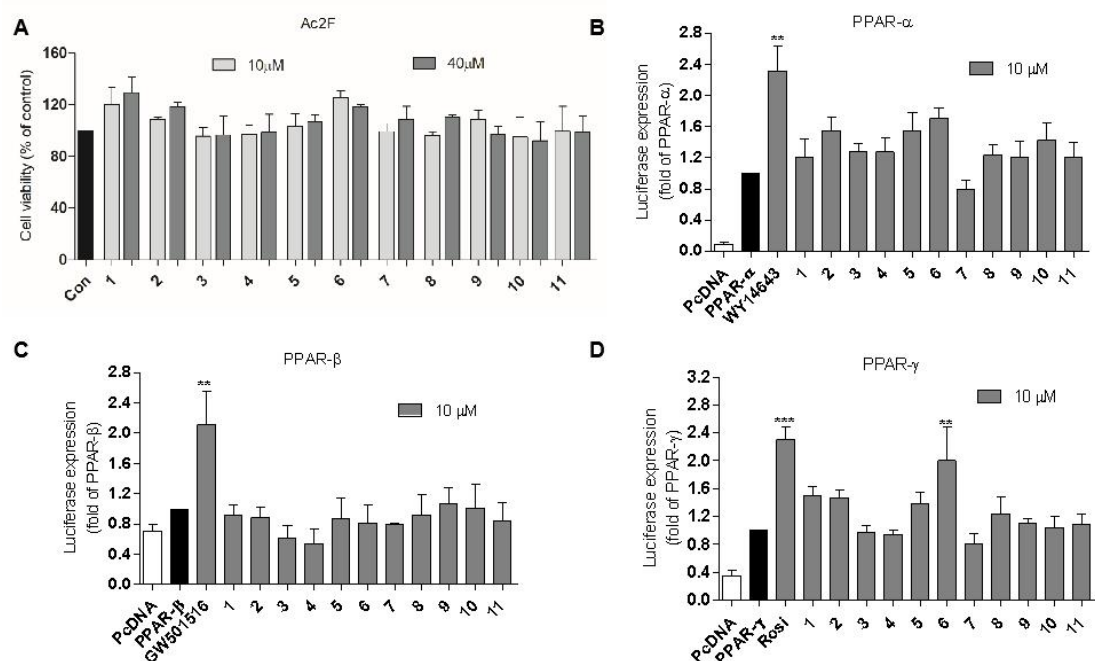 A
Ac2F
10μM
40μM
Cell viability (% of control)
160
120
80
40
0
Con 1 2 3 4 5 6 7 8 9 10 11
B
PPAR-α
10 μM
Luciferase expression
(fold of PPAR-α)
2.8
2.4
2.0
1.6
1.2
0.8
0.4
0.0
**
PcDNA PPAR-α WY14643 1 2 3 4 5 6 7 8 9 10 11
C
PPAR-β
10 μM
Luciferase expression
(fold of PPAR-β)
2.8
2.4
2.0
1.6
1.2
0.8
0.4
0.0
**
PcDNA PPAR-β GW501516 1 2 3 4 5 6 7 8 9 10 11
D
PPAR-γ
10 μM
Luciferase expression
(fold of PPAR-γ)
3.2
2.8
2.4
2.0
1.6
1.2
0.8
0.4
0.0
*** **
PcDNA PPAR-γ Rosi 1 2 3 4 5 6 7 8 9 10 11